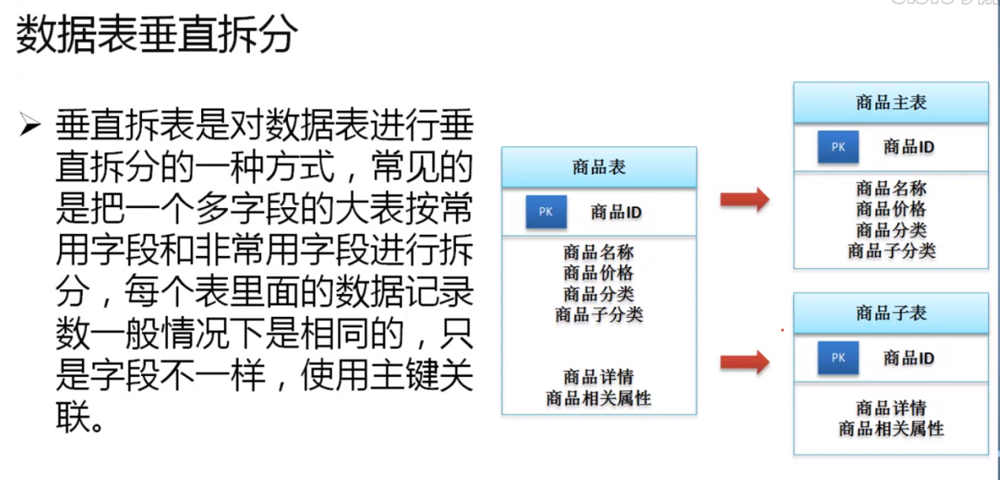 数据表垂直拆分
垂直拆表是对数据表进行垂
直拆分的一种方式，常见的
是把一个多字段的大表按常
用字段和非常用字段进行拆
分，每个表里面的数据记录
数一般情况下是相同的，只
是字段不一样，使用主键关
联。
商品表
PK 商品ID
商品名称
商品价格
商品分类
商品子分类
商品详情
商品相关属性
商品主表
PK 商品ID
商品名称
商品价格
商品分类
商品子分类
商品子表
PK 商品ID
商品详情
商品相关属性